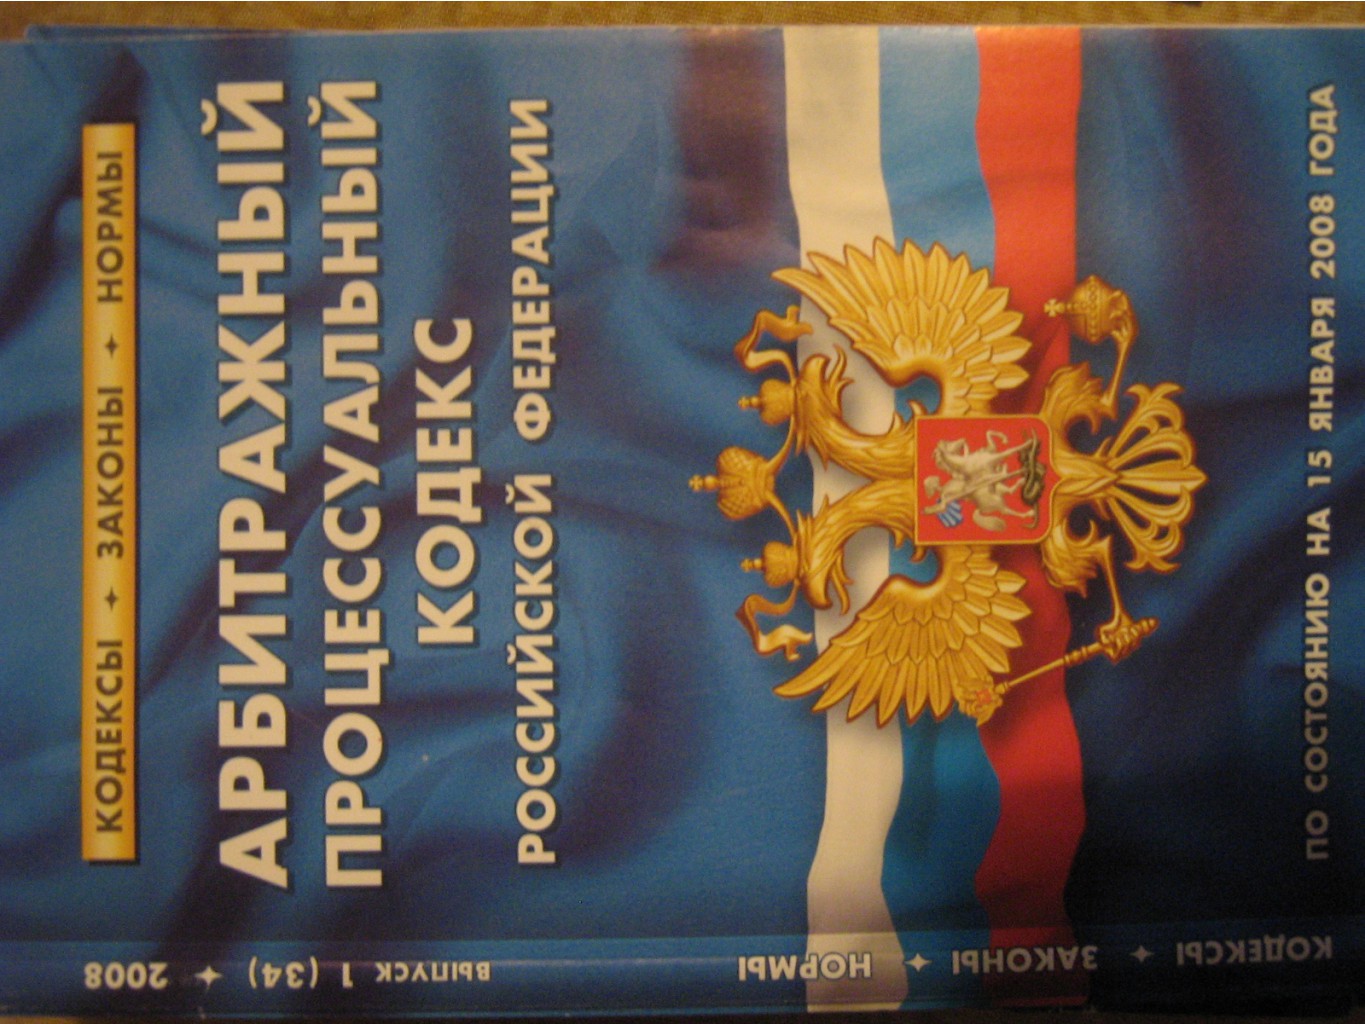 КОДЕКСЫ ✦ ЗАКОНЫ ✦ НОРМЫ
АРБИТРАЖНЫЙ
ПРОЦЕССУАЛЬНЫЙ
КОДЕКС
РОССИЙСКОЙ ФЕДЕРАЦИИ
ПО СОСТОЯНИЮ НА 15 ЯНВАРЯ 2008 ГОДА
КОДЕКСЫ ✦ ЗАКОНЫ ✦ НОРМЫ
ВЫПУСК 1 (34) ✦ 2008